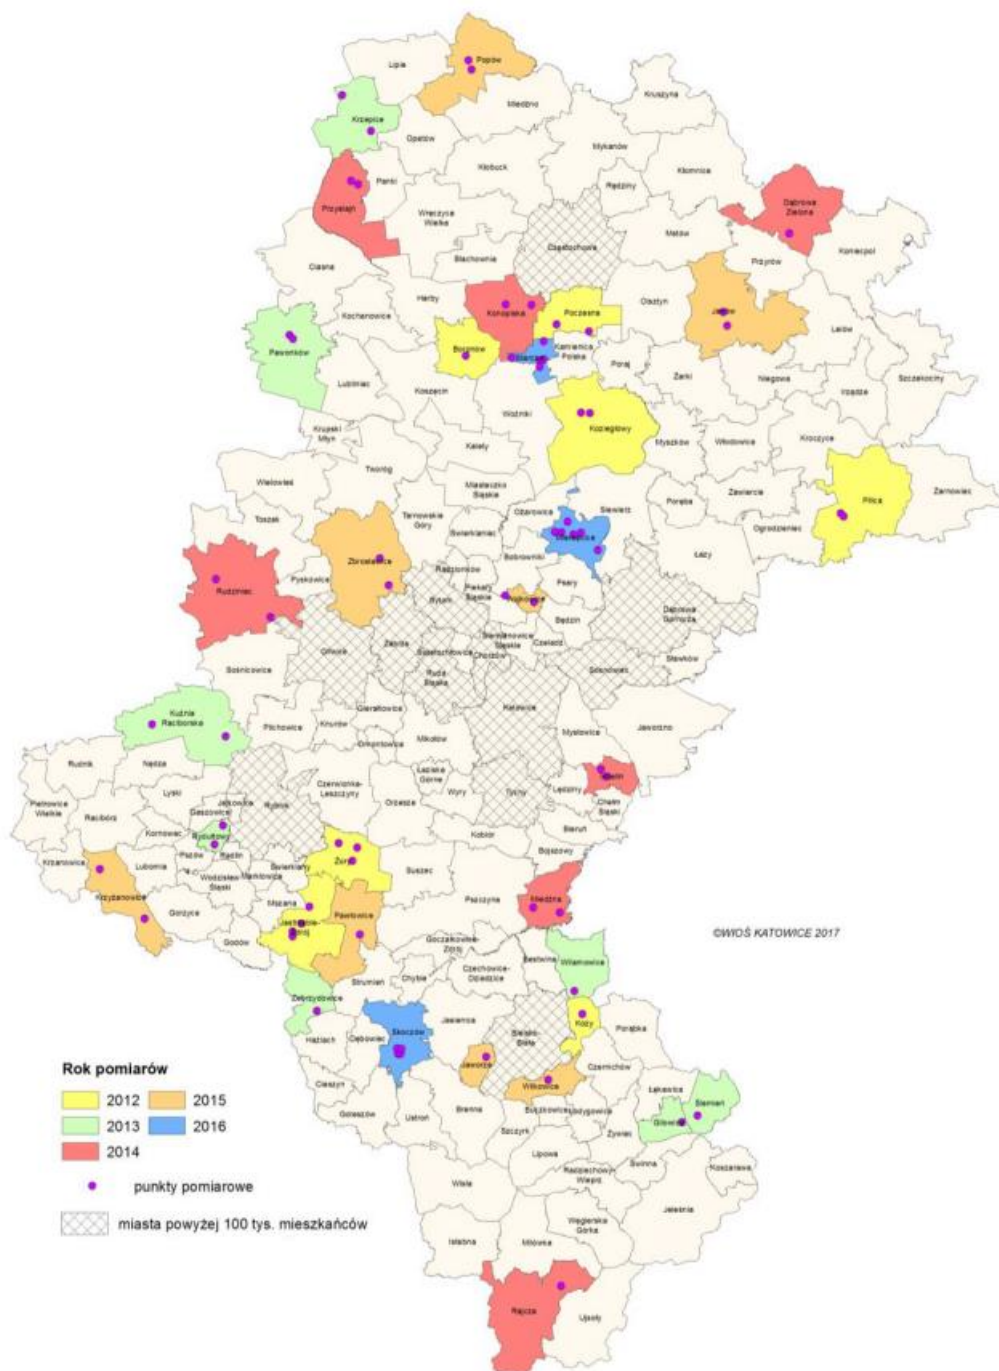 Lipie
Popów
Miedźno
Kruszyna
Krzepice
Opatów
Mykanów
Kłobuck
Kłomnica
Rędziny
Panki
Przystajń
Dąbrowa
Zielona
Wręczyca
Wielka
Mstów
Koniecpol
Częstochowa
Przyrów
Blachownia
Ciasna
Herby
Olsztyn
Konopiska
Poczesna
Janów
Kochanowice
Lelów
Boronów
Kamienica
Polska
Pawonków
Poraj
Żarki
Niegowa
Szczekociny
Lubliniec
Koszęcin
Woźniki
Koziegłowy
Krupski
Młyn
Kalety
Myszków
Włodowice
Kroczyce
Tworóg
Wielowieś
Miasteczko
Śląskie
Pilica
Żarnowiec
Poręba
Zawiercie
Ożarowice
Siewierz
Toszek
Tarnowskie
Góry
Ogrodzieniec
Świerklaniec
Łazy
Bobrowniki
Zbrosławice
Radzionków
Rudziniec
Pyskowice
Psary
Piekary
Śląskie
Bytom
Wojkowice
Dąbrowa
Górnicza
Będzin
Gliwice
Zabrze
Siemianowice
Śląskie
Czeladź
Świętochłowice
Chorzów
Sławków
Sośnicowice
Ruda
Śląska
Sosnowiec
Katowice
Kuźnia
Raciborska
Pilchowice
Knurów
Gierałtowice
Mysłowice
Jaworzno
Ornontowice
Mikołów
Rudnik
Nędza
Czerwionka-
Leszczyny
Łaziska
Górne
Wyry
Tychy
Lędziny
Lyski
Rybnik
Orzesze
Chełm
Śląski
Pietrowice
Wielkie
Racibórz
Gaszowice
Jejkowice
Kornowac
Rydułtowy
Kobiór
Bieruń
Bojszowy
Krzanowice
Lubomia
Pszów
Radlin
Świerklany
Żory
Suszec
Wodzisław
Śląski
Marklowice
Krzyżanowice
Gorzyce
Mszana
Pawłowice
Pszczyna
Miedźna
Jastrzębie-
Zdrój
Godów
©WIOŚ KATOWICE 2017
Goczałkowice-
Zdrój
Bestwina
Wilamowice
Strumień
Chybie
Czechowice-
Dziedzice
Zebrzydowice
Kozy
Porąbka
Hażlach
Dębowiec
Skoczów
Jasienica
Bielsko-
Biała
Jaworze
Czernichów
Wilkowice
Cieszyn
Łękawica
Ślemień
Goleszów
Ustroń
Brenna
Buczkowice
Łodygowice
Gilowice
Szczyrk
Żywiec
Lipowa
Świnna
Koszarawa
Radziechowy-
Wieprz
Wisła
Jeleśnia
Węgierska
Górka
Istebna
Milówka
Rajcza
Ujsoły
Rok pomiarów
2012 2015
2013 2016
2014
punkty pomiarowe
miasta powyżej 100 tys. mieszkańców